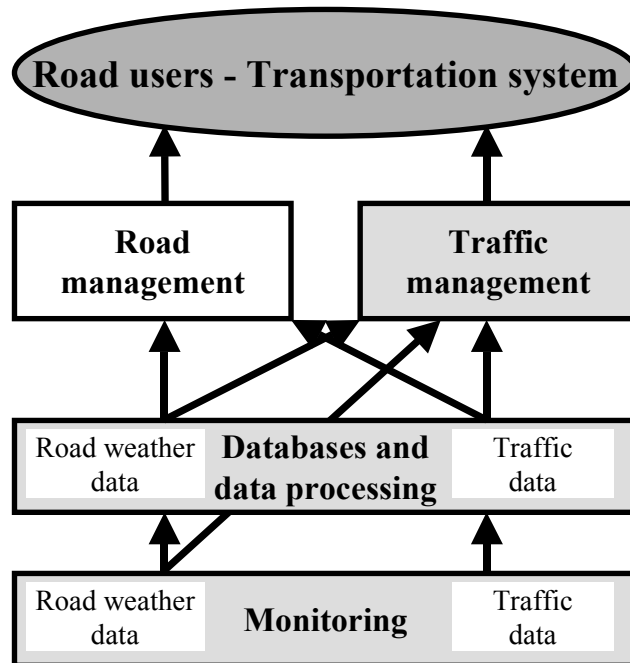 Road users - Transportation system
Road
management
Traffic
management
Road weather
data
Databases and
data processing
Traffic
data
Road weather
data
Monitoring
Traffic
data